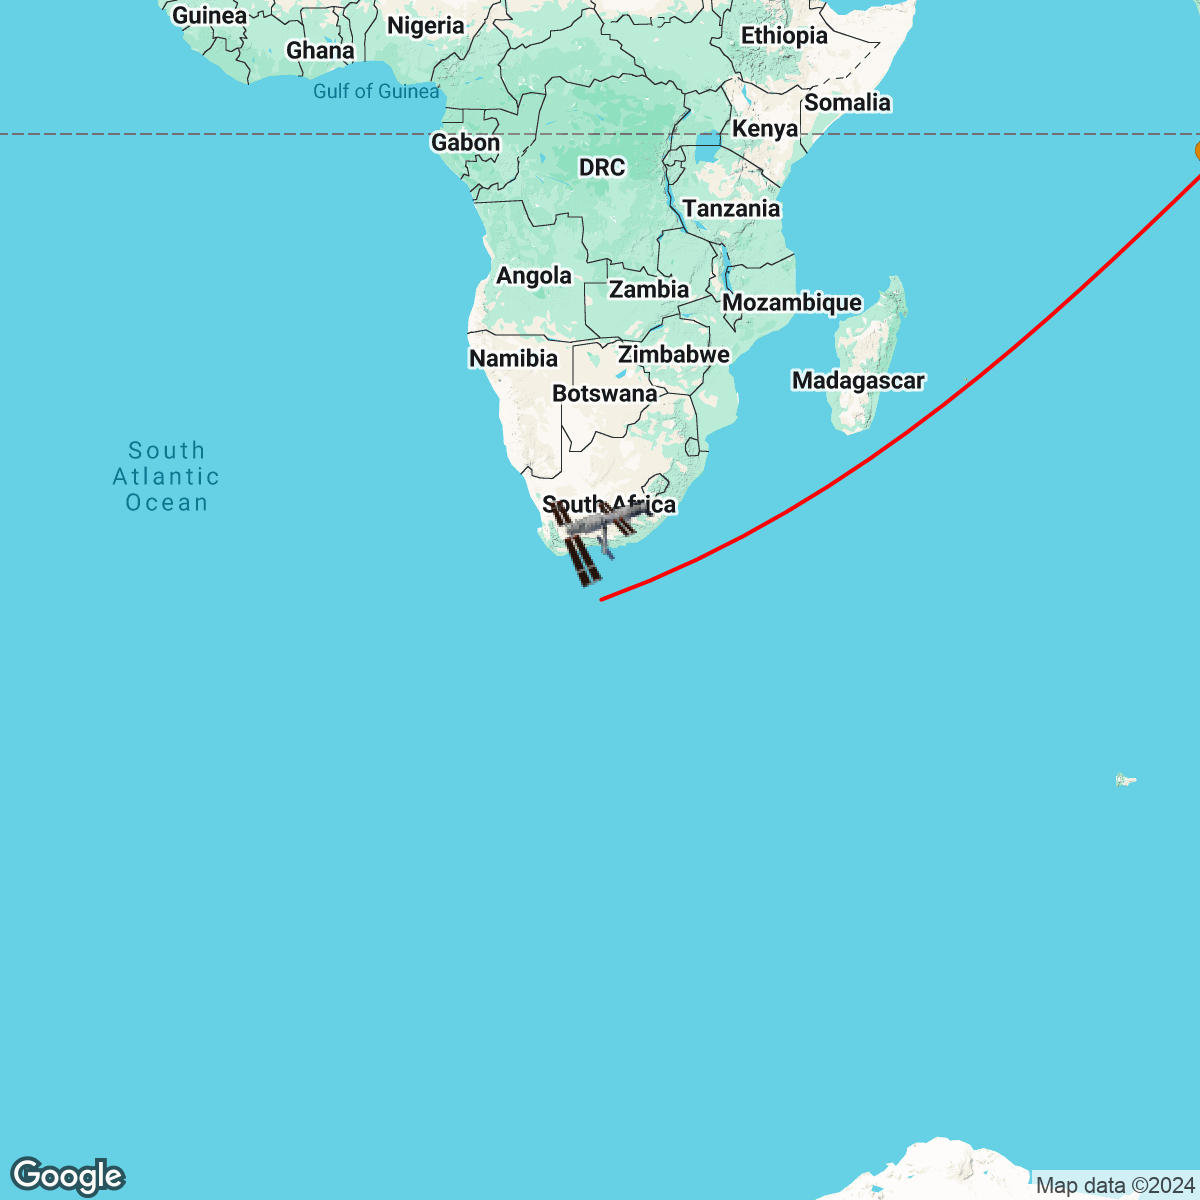 Guinea
Nigeria
Ethiopia
Ghana
Gulf of Guinea
Somalia
Kenya
Gabon
DRC
Tanzania
Angola
Zambia
Mozambique
Namibia
Zimbabwe
Madagascar
Botswana
South
Atlantic
Ocean
South Africa
Google
Map data ©2024